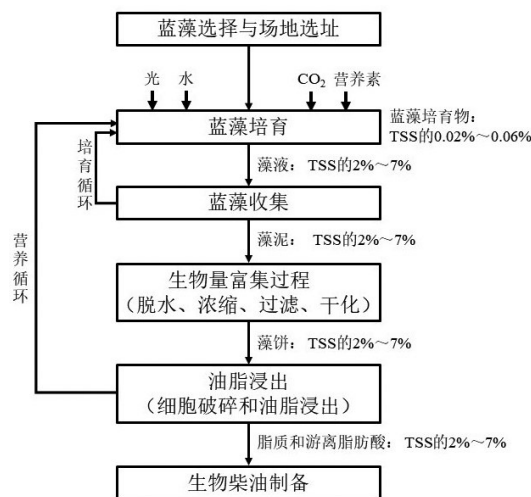 蓝藻选择与场地选址
光 水 CO₂ 营养素
蓝藻培育
蓝藻培育物：
TSS的0.02%～0.06%
藻液： TSS的2%～7%
培育循环
蓝藻收集
藻泥： TSS的2%～7%
营养循环
生物量富集过程
（脱水、浓缩、过滤、干化）
藻饼： TSS的2%～7%
油脂浸出
（细胞破碎和油脂浸出）
脂质和游离脂肪酸： TSS的2%～7%
生物柴油制备